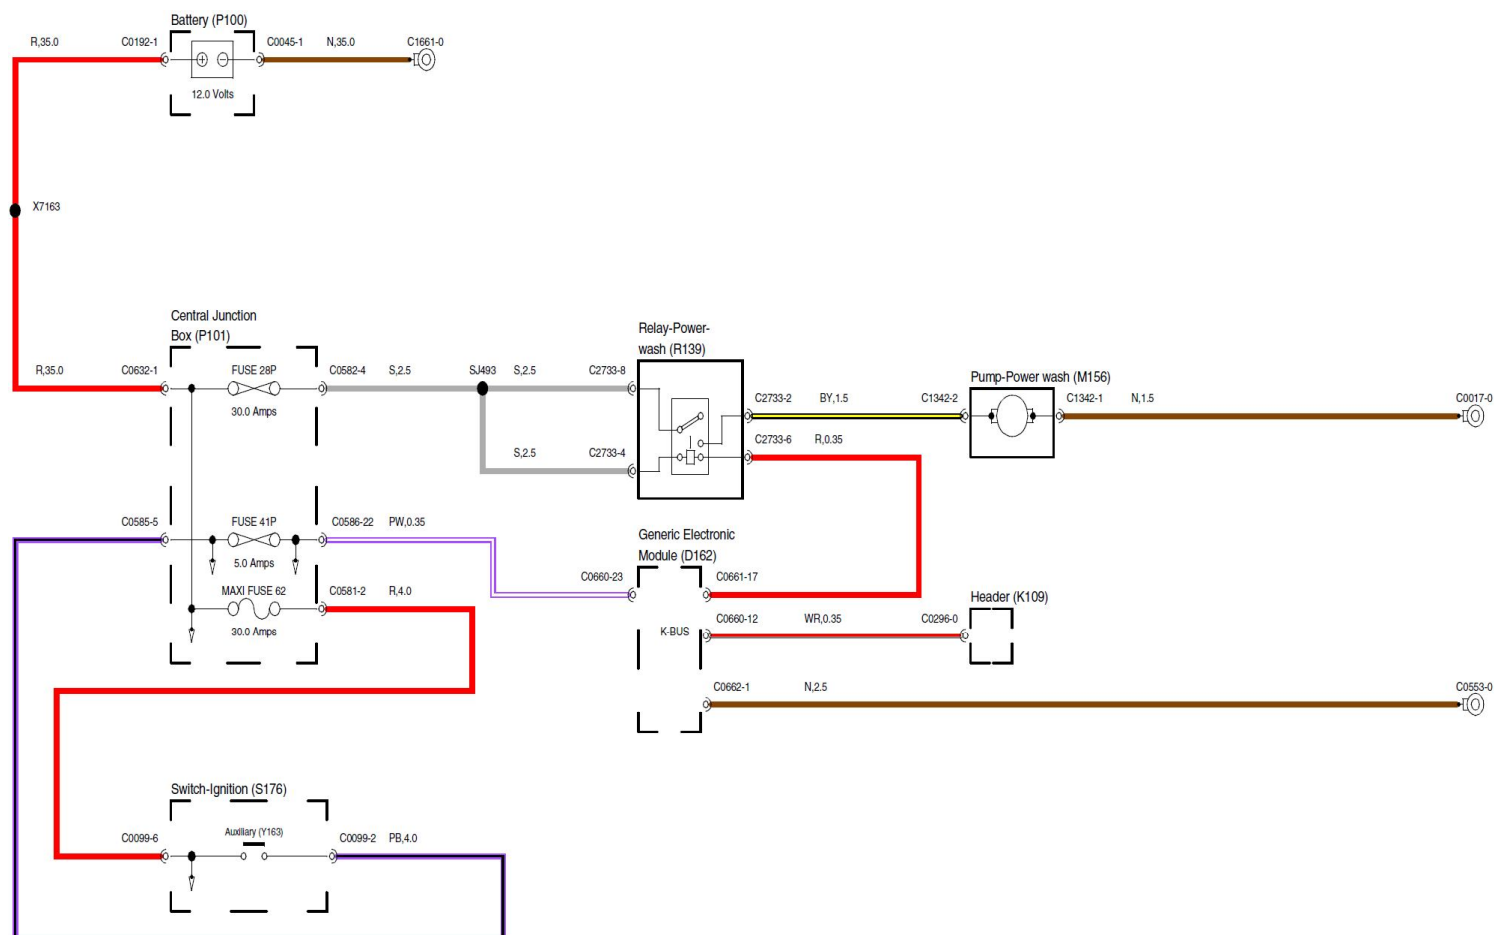 Battery (P100)
R,35.0
C0192-1
C0045-1
N,35.0
C1661-0
12.0 Volts
X7163
Central Junction
Box (P101)
R,35.0
C0632-1
FUSE 28P
30.0 Amps
C0582-4
S,2.5
SJ493
S,2.5
C2733-8
Relay-Power-
wash (R139)
S,2.5
C2733-4
C2733-2
BY,1.5
C1342-2
Pump-Power wash (M156)
C1342-1
N,1.5
C0017-0
C2733-6
R,0.35
C0585-5
FUSE 41P
5.0 Amps
C0586-22
PW,0.35
Generic Electronic
Module (D162)
C0660-23
C0661-17
MAXI FUSE 62
30.0 Amps
C0581-2
R,4.0
K-BUS
C0660-12
WR,0.35
C0296-0
Header (K109)
C0662-1
N,2.5
C0553-0
Switch-Ignition (S176)
C0099-6
Auxiliary (Y163)
C0099-2
PB,4.0